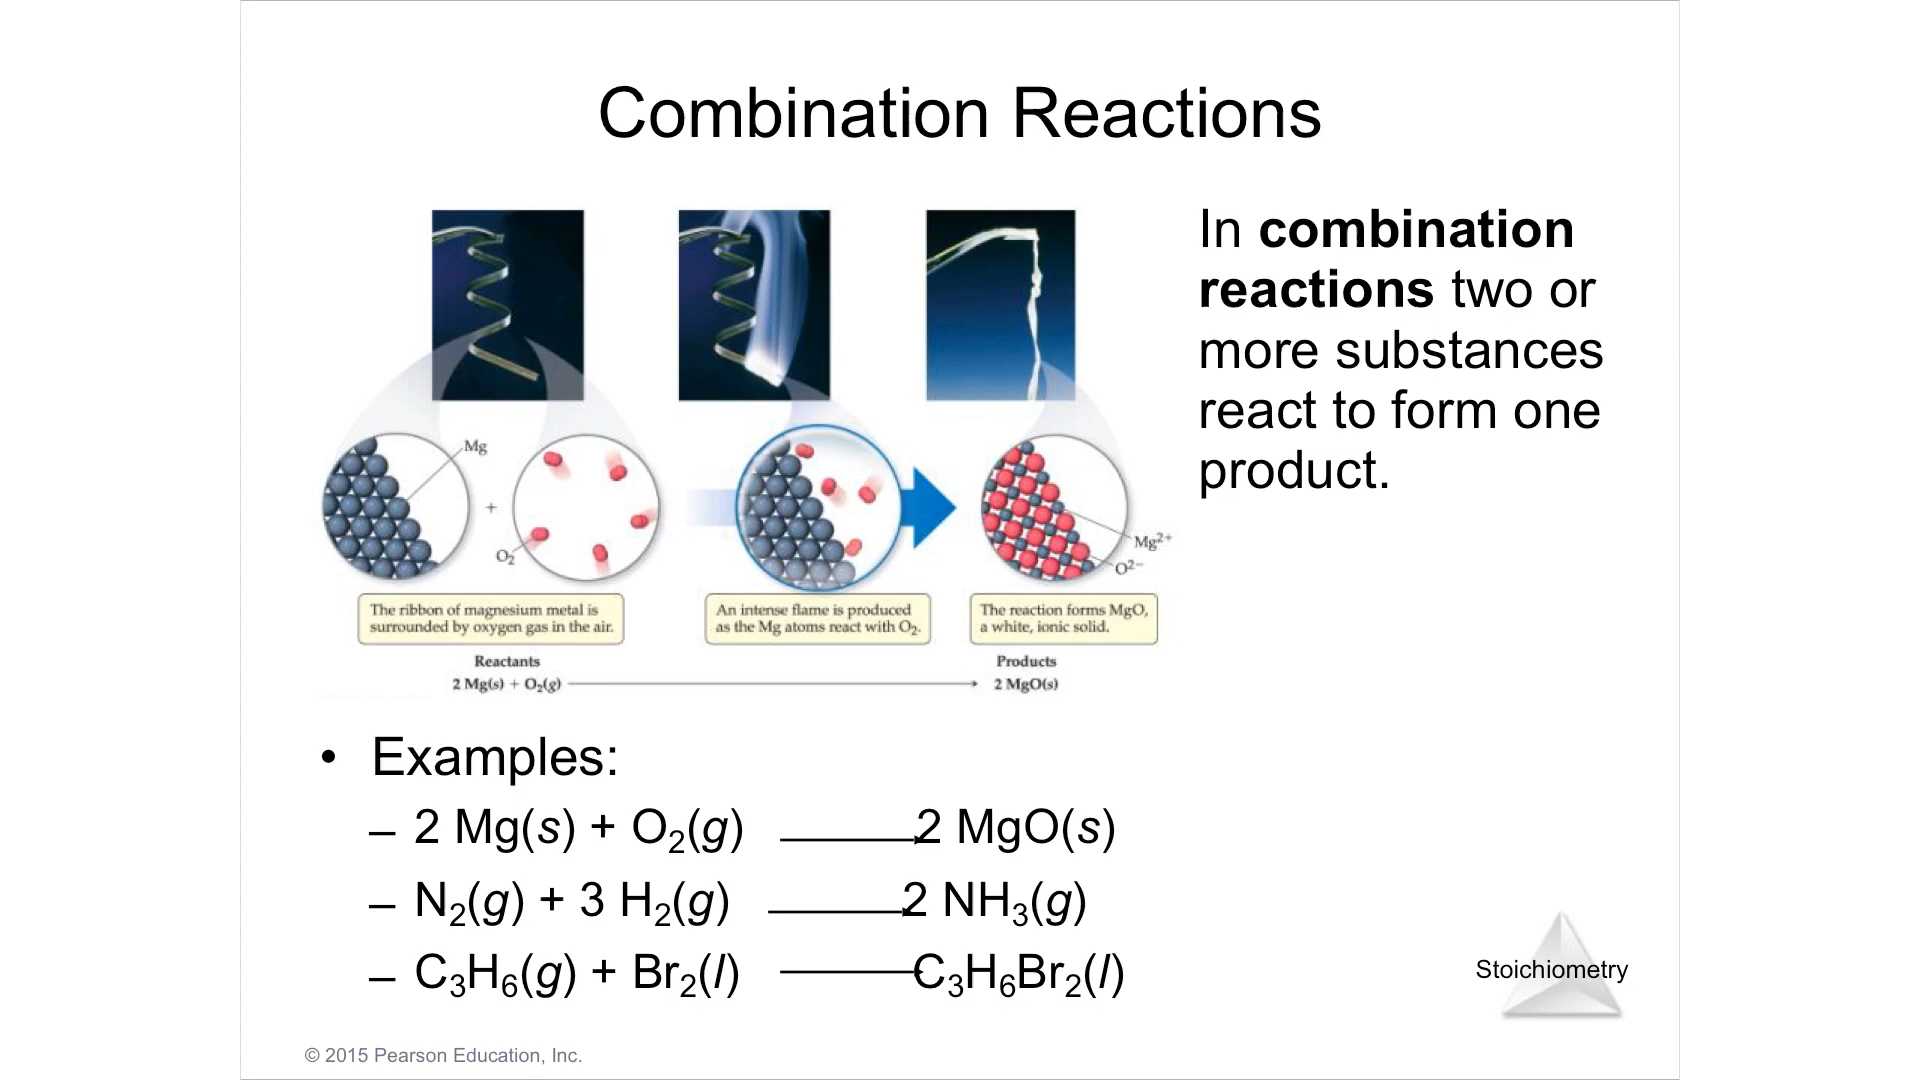 Combination Reactions
In combination
reactions two or
more substances
react to form one
product.
Mg
+
O₂
Mg²⁺
O²⁻
The ribbon of magnesium metal is
surrounded by oxygen gas in the air.
An intense flame is produced
as the Mg atoms react with O₂.
The reaction forms MgO,
a white, ionic solid.
Reactants
Products
2 Mg(s) + O₂(g) ⟶ 2 MgO(s)
• Examples:
– 2 Mg(s) + O₂(g) ⟶ 2 MgO(s)
– N₂(g) + 3 H₂(g) ⟶ 2 NH₃(g)
– C₃H₆(g) + Br₂(l) ⟶ C₃H₆Br₂(l)
Stoichiometry
© 2015 Pearson Education, Inc.